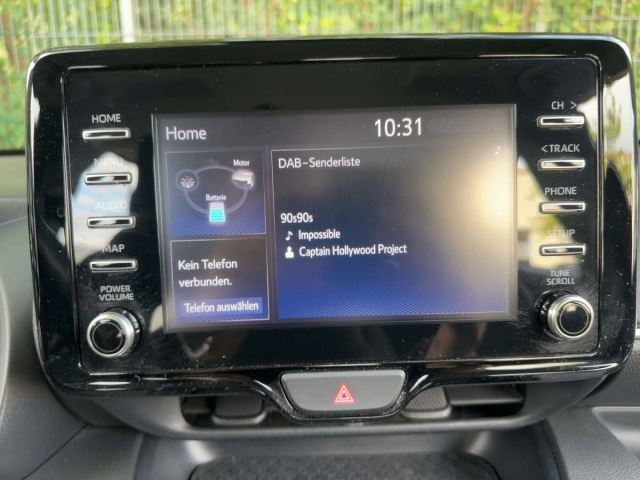 HOME
MENU
AUDIO
MAP
POWER
VOLUME
Home
10:31
Motor
Batterie
Kein Telefon
verbunden.
Telefon auswählen
DAB-Senderliste
90s90s
Impossible
Captain Hollywood Project
CH >
< TRACK
PHONE
SETUP
TUNE
SCROLL